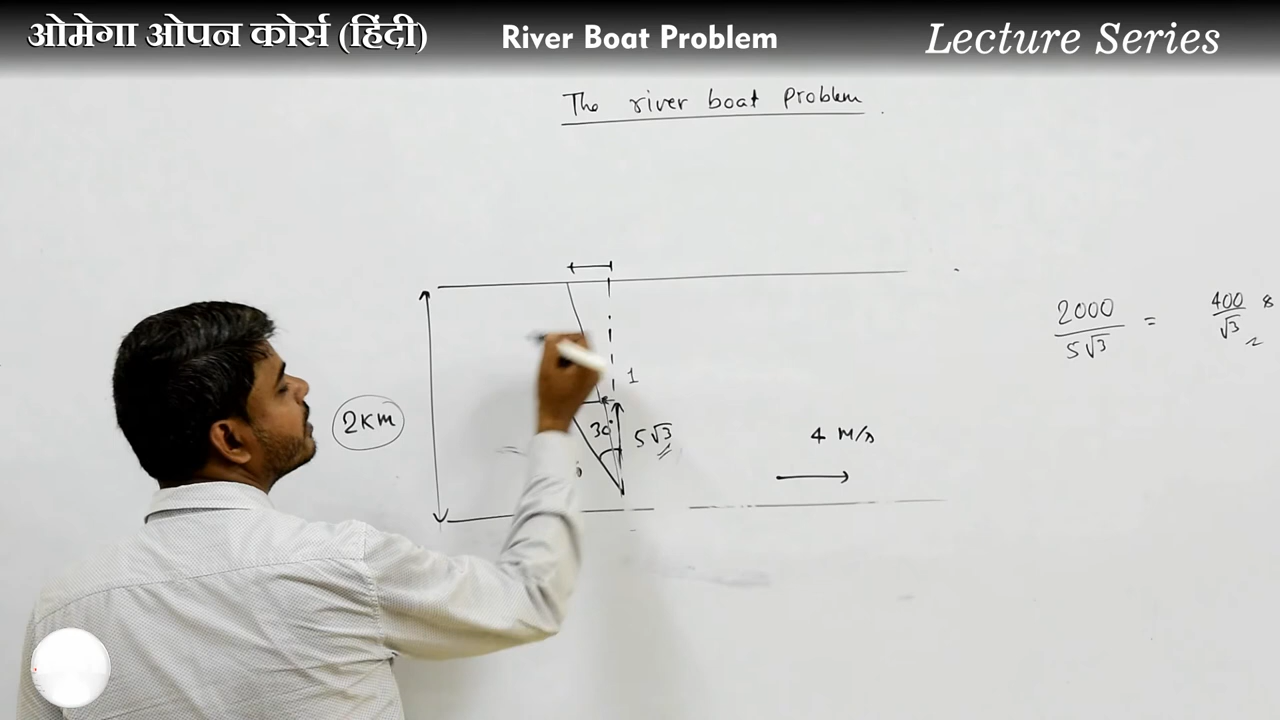 ओमेगा ओपन कोर्स (हिंदी) River Boat Problem Lecture Series
The river boat problem
2000 / 5√3 = 400 / √3 s
1
2km
30°
5√3
4 m/s